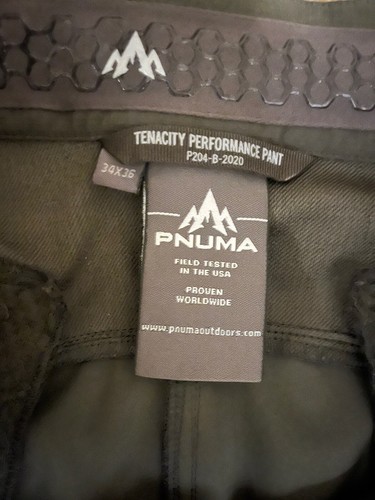 TENACITY PERFORMANCE PANT
P204-B-2020
34X36
PNUMA
FIELD TESTED
IN THE USA
PROVEN
WORLDWIDE
www.pnumaoutdoors.com